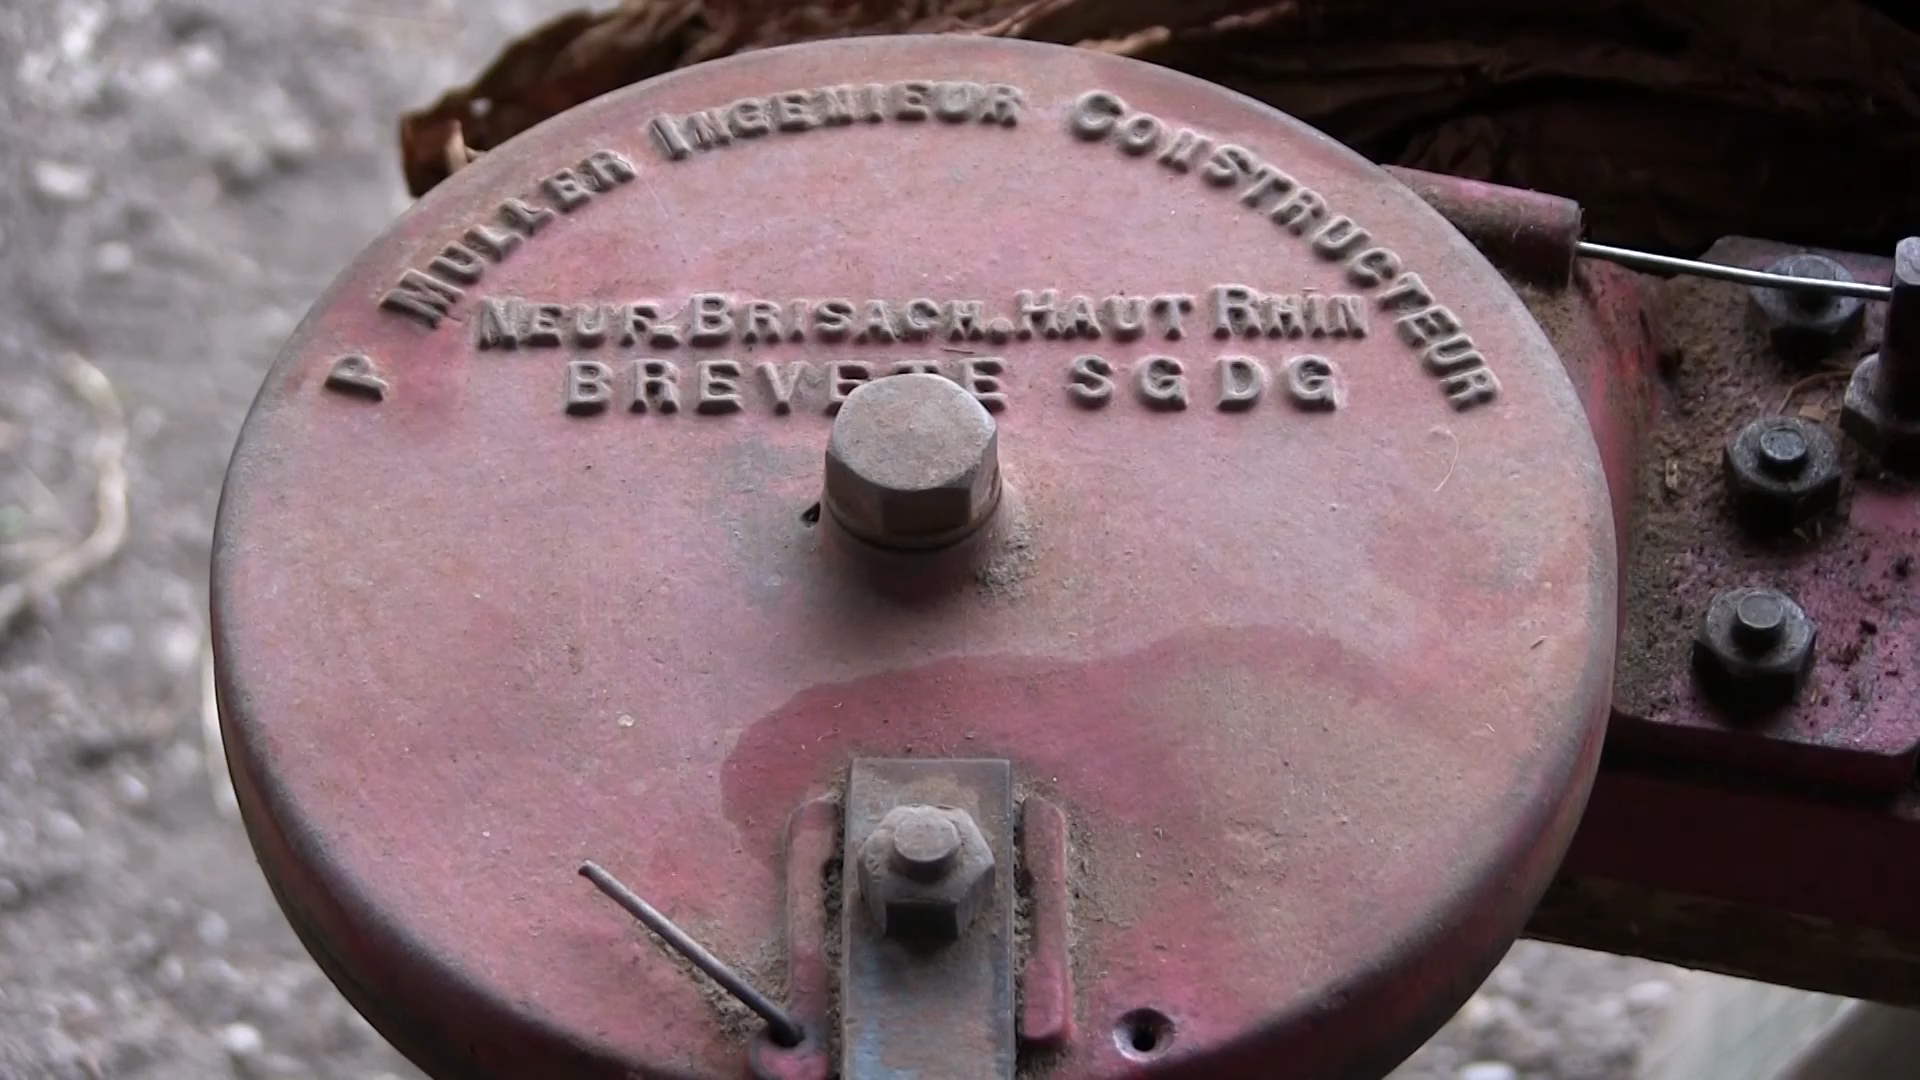 P MULLER INGENIEUR CONSTRUCTEUR
NEUF-BRISACH.HAUT RHIN
BREVETE SGDG